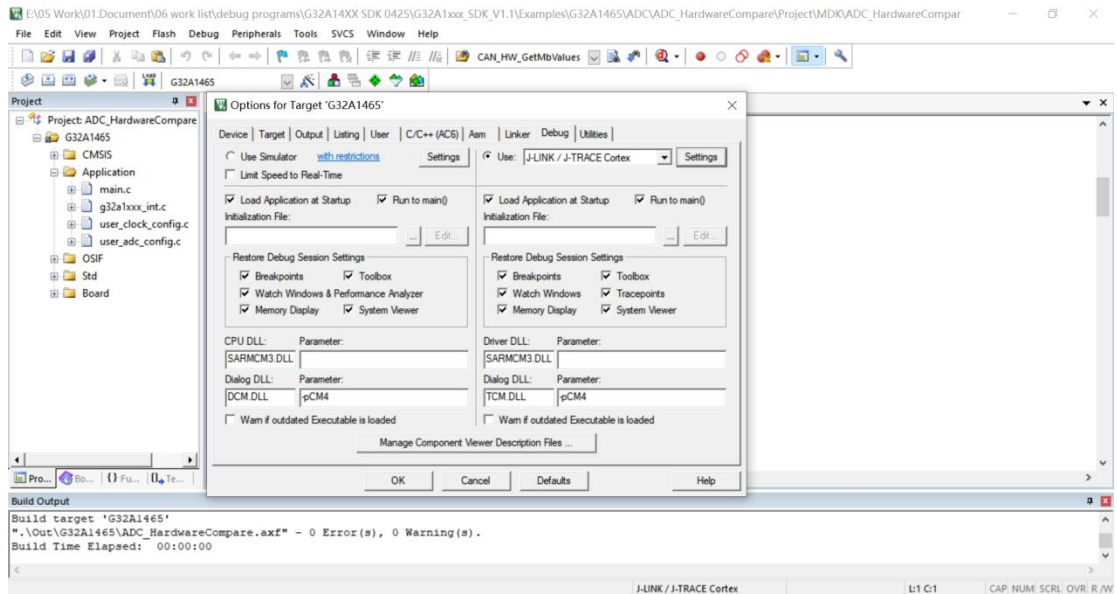 E:\05 Work\01.Document\06 work list\debug programs\G32A14XX SDK 0425\G32A1xxx_SDK_V1.1\Examples\G32A1465\ADC\ADC_HardwareCompare\Project\MDK\ADC_HardwareCompar
File Edit View Project Flash Debug Peripherals Tools SVCS Window Help
CAN_HW_GetMbValues
LOAD G32A1465
Project
Project: ADC_HardwareCompare
G32A1465
CMSIS
Application
main.c
g32a1xxx_int.c
user_clock_config.c
user_adc_config.c
OSIF
Std
Board
Pro... Bo... {} Fu... Te...
Options for Target 'G32A1465'
Device Target Output Listing User C/C++ (AC6) Asm Linker Debug Utilities
Use Simulator with restrictions Settings
Limit Speed to Real-Time
Load Application at Startup Run to main()
Initialization File:
... Edit...
Restore Debug Session Settings
Breakpoints Toolbox
Watch Windows & Performance Analyzer
Memory Display System Viewer
CPU DLL: Parameter:
SARMCM3.DLL
Dialog DLL: Parameter:
DCM.DLL -pCM4
Warn if outdated Executable is loaded
Use: J-LINK / J-TRACE Cortex Settings
Load Application at Startup Run to main()
Initialization File:
... Edit...
Restore Debug Session Settings
Breakpoints Toolbox
Watch Windows Tracepoints
Memory Display System Viewer
Driver DLL: Parameter:
SARMCM3.DLL
Dialog DLL: Parameter:
TCM.DLL -pCM4
Warn if outdated Executable is loaded
Manage Component Viewer Description Files ...
OK Cancel Defaults Help
Build Output
Build target 'G32A1465'
".\Out\G32A1465\ADC_HardwareCompare.axf" - 0 Error(s), 0 Warning(s).
Build Time Elapsed: 00:00:00
J-LINK / J-TRACE Cortex L:1 C:1 CAP NUM SCRL OVR R/W